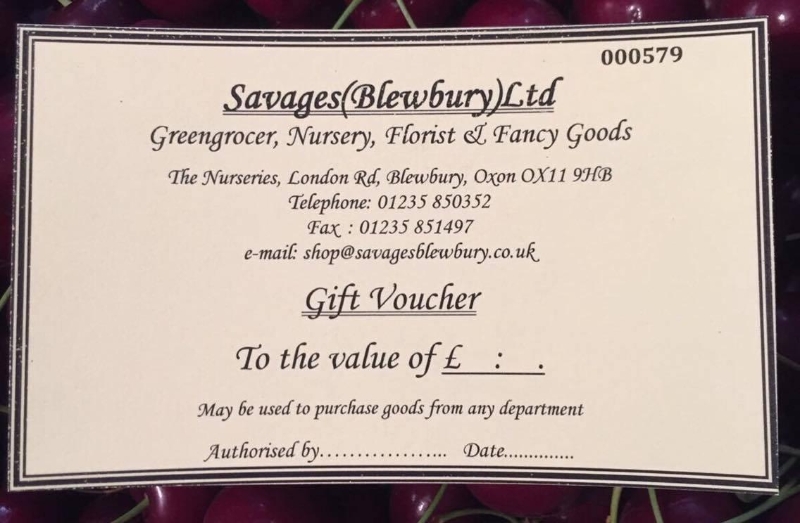 000579
Savages(Blewbury)Ltd
Greengrocer, Nursery, Florist & Fancy Goods
The Nurseries, London Rd, Blewbury, Oxon OX11 9HB
Telephone: 01235 850352
Fax : 01235 851497
e-mail: shop@savagesblewbury.co.uk
Gift Voucher
To the value of £ : .
May be used to purchase goods from any department
Authorised by.................... Date..............